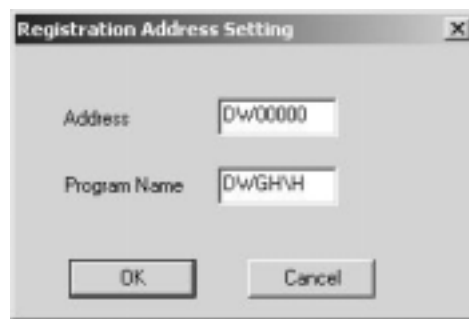 Registration Address Setting
Address DW00000
Program Name DWGH\H
OK Cancel